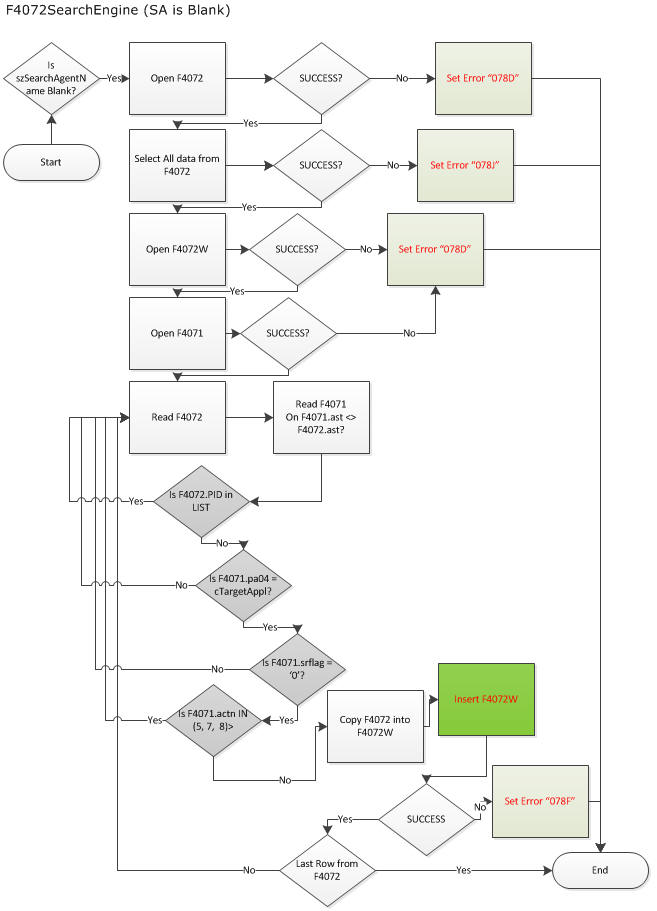 F4072SearchEngine (SA is Blank)
Is
szSearchAgentN
ame Blank?
Yes
Open F4072
SUCCESS?
No
Set Error “078D”
Yes
Start
Select All data from
F4072
SUCCESS?
No
Set Error “078J”
Yes
Open F4072W
SUCCESS?
No
Set Error “078D”
Yes
Open F4071
SUCCESS?
No
Read F4072
Read F4071
On F4071.ast <>
F4072.ast?
Is F4072.PID in
LIST
Yes
No
Is F4071.pa04 =
cTargetAppl?
No
Yes
Is F4071.srflag =
‘0’?
No
Yes
Is F4071.actn IN
(5, 7, 8)>
Yes
No
Copy F4072 into
F4072W
Insert F4072W
SUCCESS
No
Set Error “078F”
Yes
Last Row from
F4072
No
Yes
End